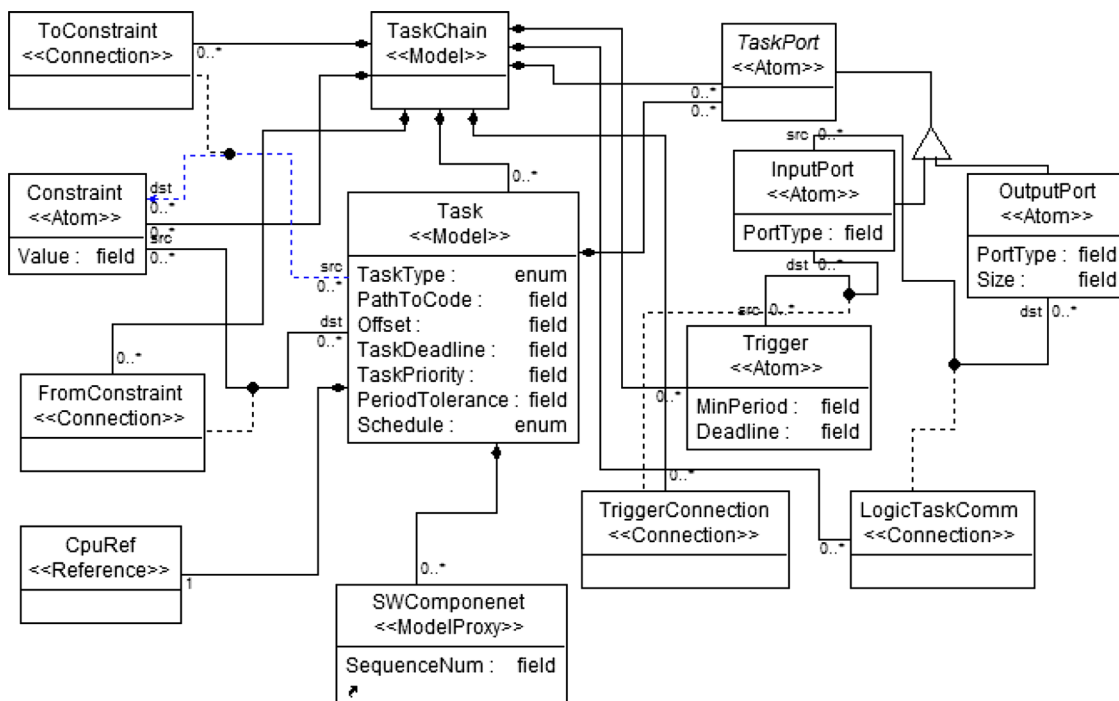 ToConstraint
<<Connection>>
0..*
TaskChain
<<Model>>
TaskPort
<<Atom>>
0..*
0..*
src 0..*
InputPort
<<Atom>>
PortType : field
dst 0..*
OutputPort
<<Atom>>
PortType : field
Size : field
dst 0..*
Constraint
<<Atom>>
Value : field
dst
0..*
0..*
src
0..*
0..*
Task
<<Model>>
TaskType : enum
PathToCode : field
Offset : field
TaskDeadline : field
TaskPriority : field
PeriodTolerance : field
Schedule : enum
src
0..*
dst
0..*
src 0..*
Trigger
<<Atom>>
MinPeriod : field
Deadline : field
0..*
0..*
FromConstraint
<<Connection>>
0..*
TriggerConnection
<<Connection>>
0..*
LogicTaskComm
<<Connection>>
CpuRef
<<Reference>>
1
0..*
SWComponenet
<<ModelProxy>>
SequenceNum : field